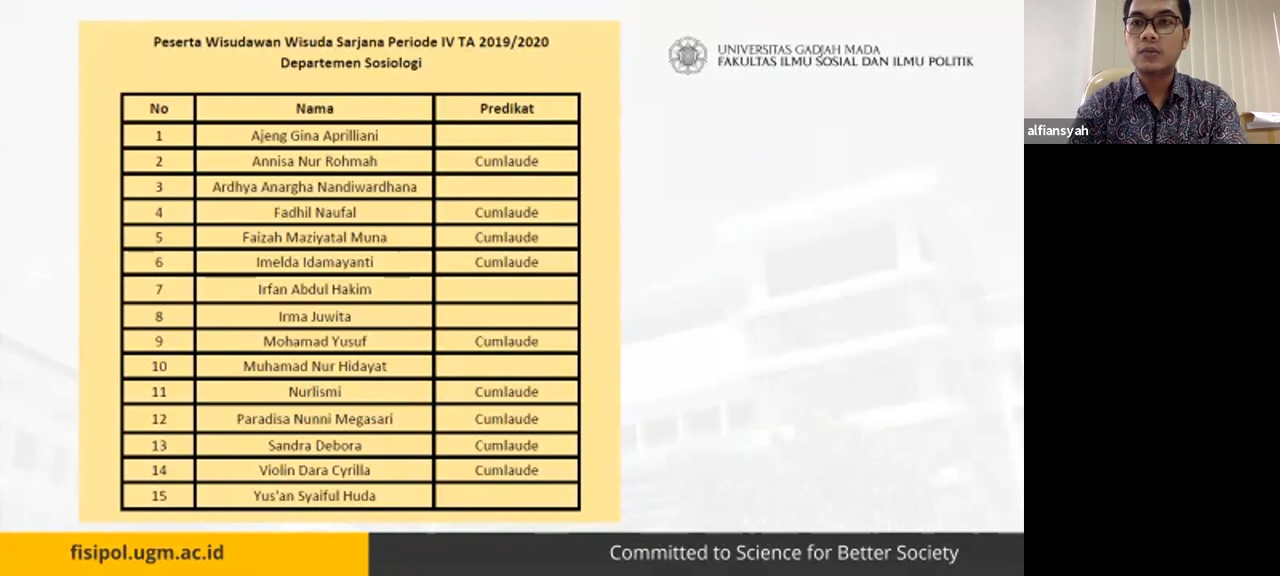 Peserta Wisudawan Wisuda Sarjana Periode IV TA 2019/2020
Departemen Sosiologi
No Nama Predikat
1 Ajeng Gina Aprilliani
2 Annisa Nur Rohmah Cumlaude
3 Ardhya Anargha Nandiwardhana
4 Fadhil Naufal Cumlaude
5 Faizah Maziyatal Muna Cumlaude
6 Imelda Idamayanti Cumlaude
7 Irfan Abdul Hakim
8 Irma Juwita
9 Mohamad Yusuf Cumlaude
10 Muhamad Nur Hidayat
11 Nurlismi Cumlaude
12 Paradisa Nunni Megasari Cumlaude
13 Sandra Debora Cumlaude
14 Violin Dara Cyrilla Cumlaude
15 Yus'an Syaiful Huda
UNIVERSITAS GADJAH MADA
FAKULTAS ILMU SOSIAL DAN ILMU POLITIK
alfiansyah
fisipol.ugm.ac.id
Committed to Science for Better Society